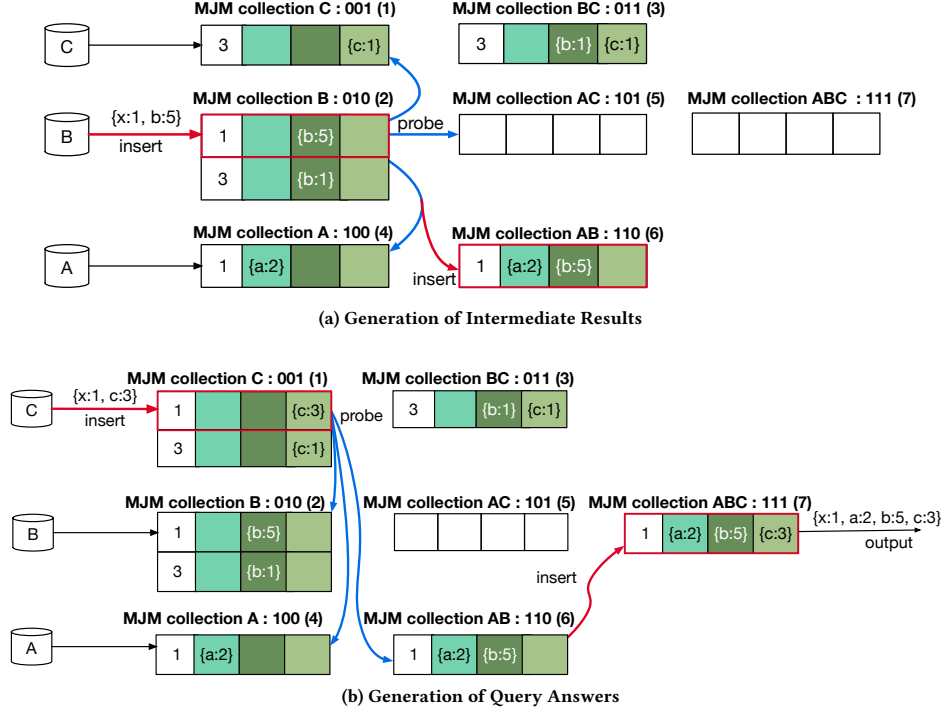 MJM collection C : 001 (1)
MJM collection BC : 011 (3)
C
3
{c:1}
3
{b:1}
{c:1}
MJM collection B : 010 (2)
MJM collection AC : 101 (5)
MJM collection ABC : 111 (7)
{x:1, b:5}
B
insert
1
{b:5}
probe
3
{b:1}
MJM collection A : 100 (4)
MJM collection AB : 110 (6)
A
1
{a:2}
insert
1
{a:2}
{b:5}
(a) Generation of Intermediate Results
MJM collection C : 001 (1)
MJM collection BC : 011 (3)
{x:1, c:3}
C
insert
1
{c:3}
probe
3
{b:1}
{c:1}
3
{c:1}
MJM collection B : 010 (2)
MJM collection AC : 101 (5)
MJM collection ABC : 111 (7)
B
1
{b:5}
1
{a:2}
{b:5}
{c:3}
{x:1, a:2, b:5, c:3}
output
3
{b:1}
insert
MJM collection A : 100 (4)
MJM collection AB : 110 (6)
A
1
{a:2}
1
{a:2}
{b:5}
(b) Generation of Query Answers